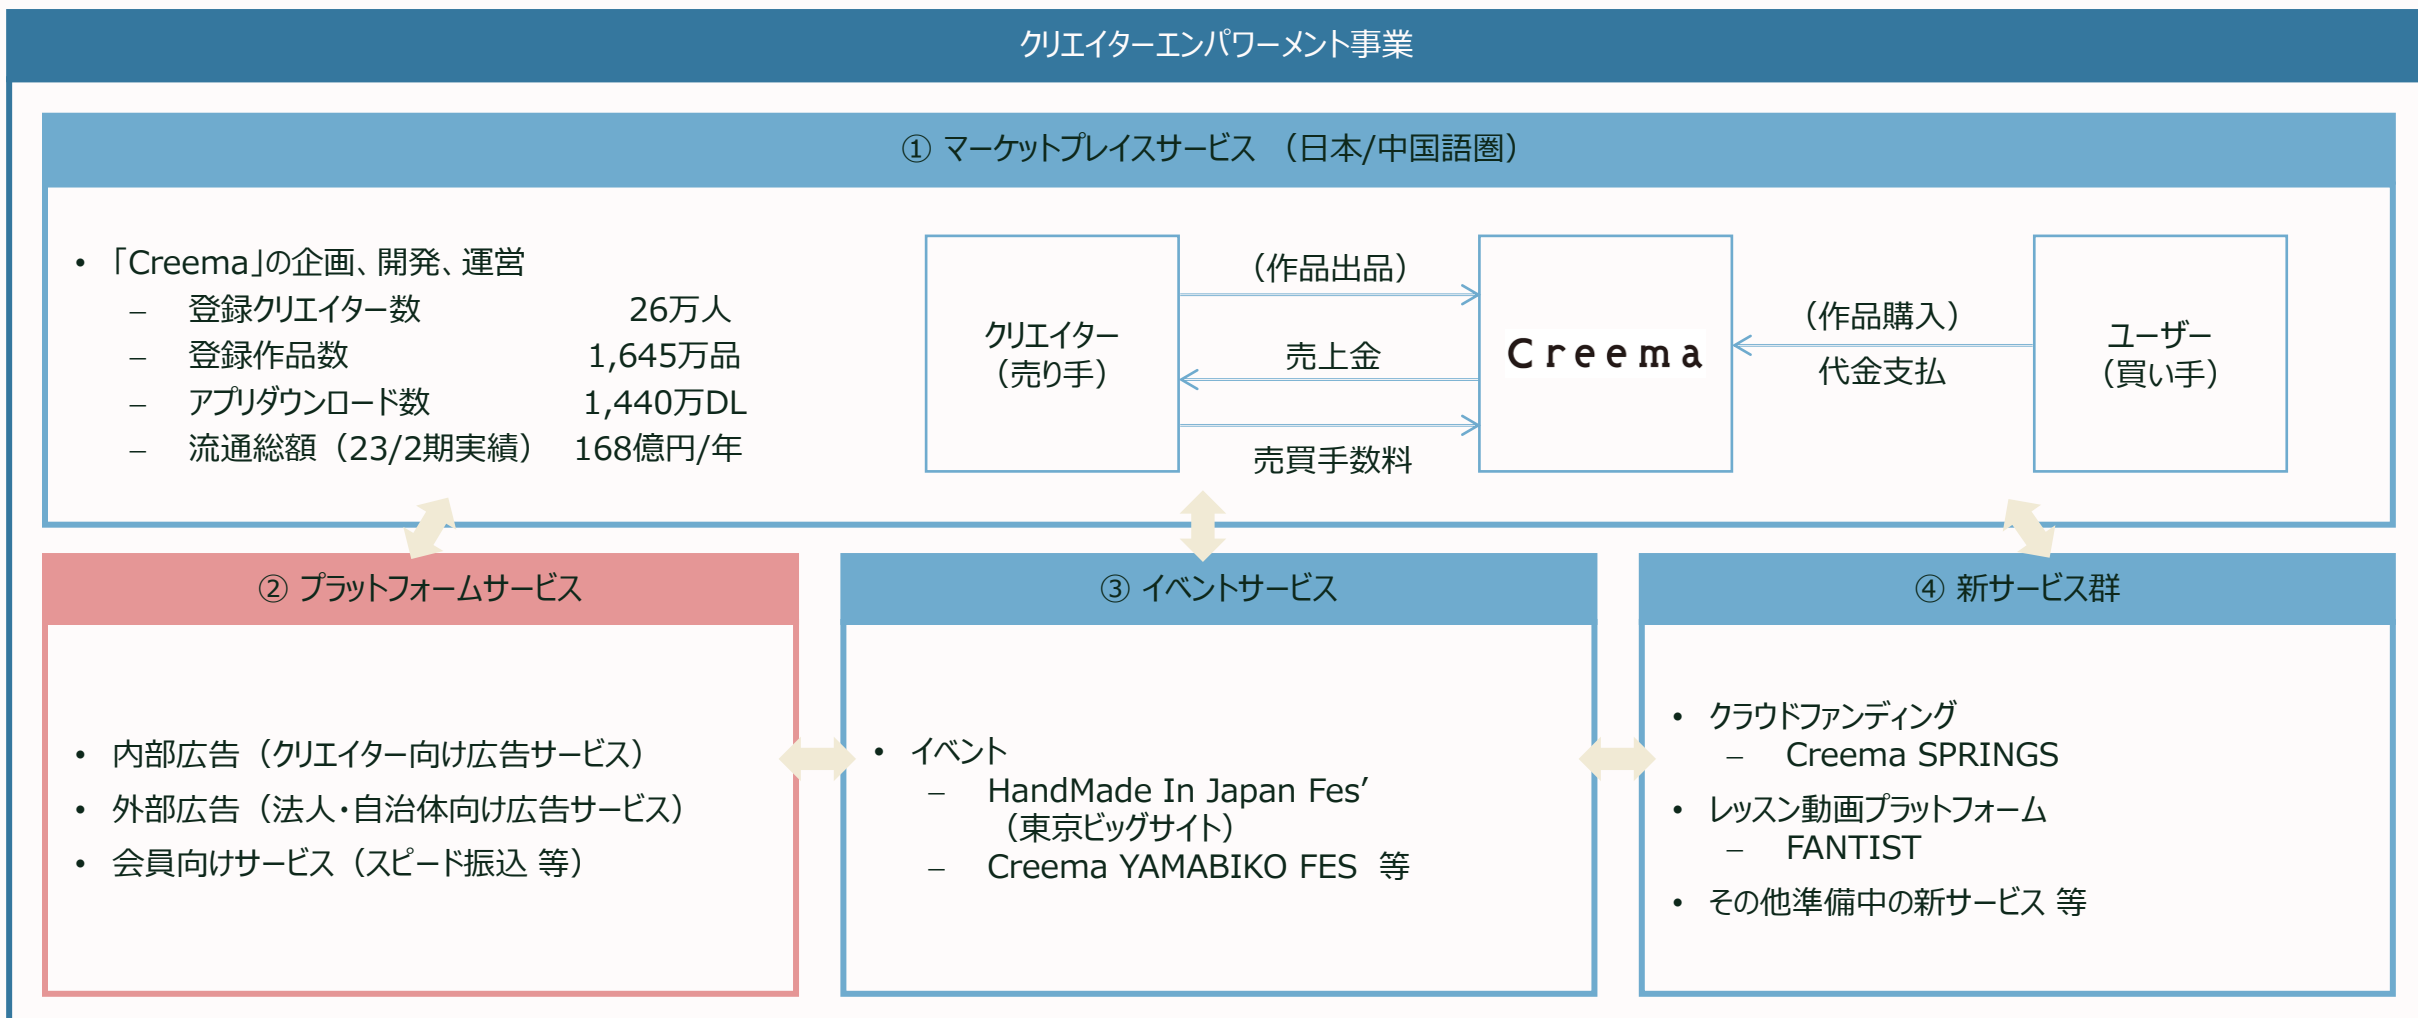 クリエイターエンパワーメント事業
① マーケットプレイスサービス （日本/中国語圏）
• 「Creema」の企画、開発、運営
– 登録クリエイター数 26万人
– 登録作品数 1,645万品
– アプリダウンロード数 1,440万DL
– 流通総額（23/2期実績） 168億円/年
クリエイター
（売り手）
（作品出品）
売上金
売買手数料
Creema
（作品購入）
代金支払
ユーザー
（買い手）
② プラットフォームサービス
• 内部広告（クリエイター向け広告サービス）
• 外部広告（法人・自治体向け広告サービス）
• 会員向けサービス（スピード振込 等）
③ イベントサービス
• イベント
– HandMade In Japan Fes’
（東京ビッグサイト）
– Creema YAMABIKO FES 等
④ 新サービス群
• クラウドファンディング
– Creema SPRINGS
• レッスン動画プラットフォーム
– FANTIST
• その他準備中の新サービス 等